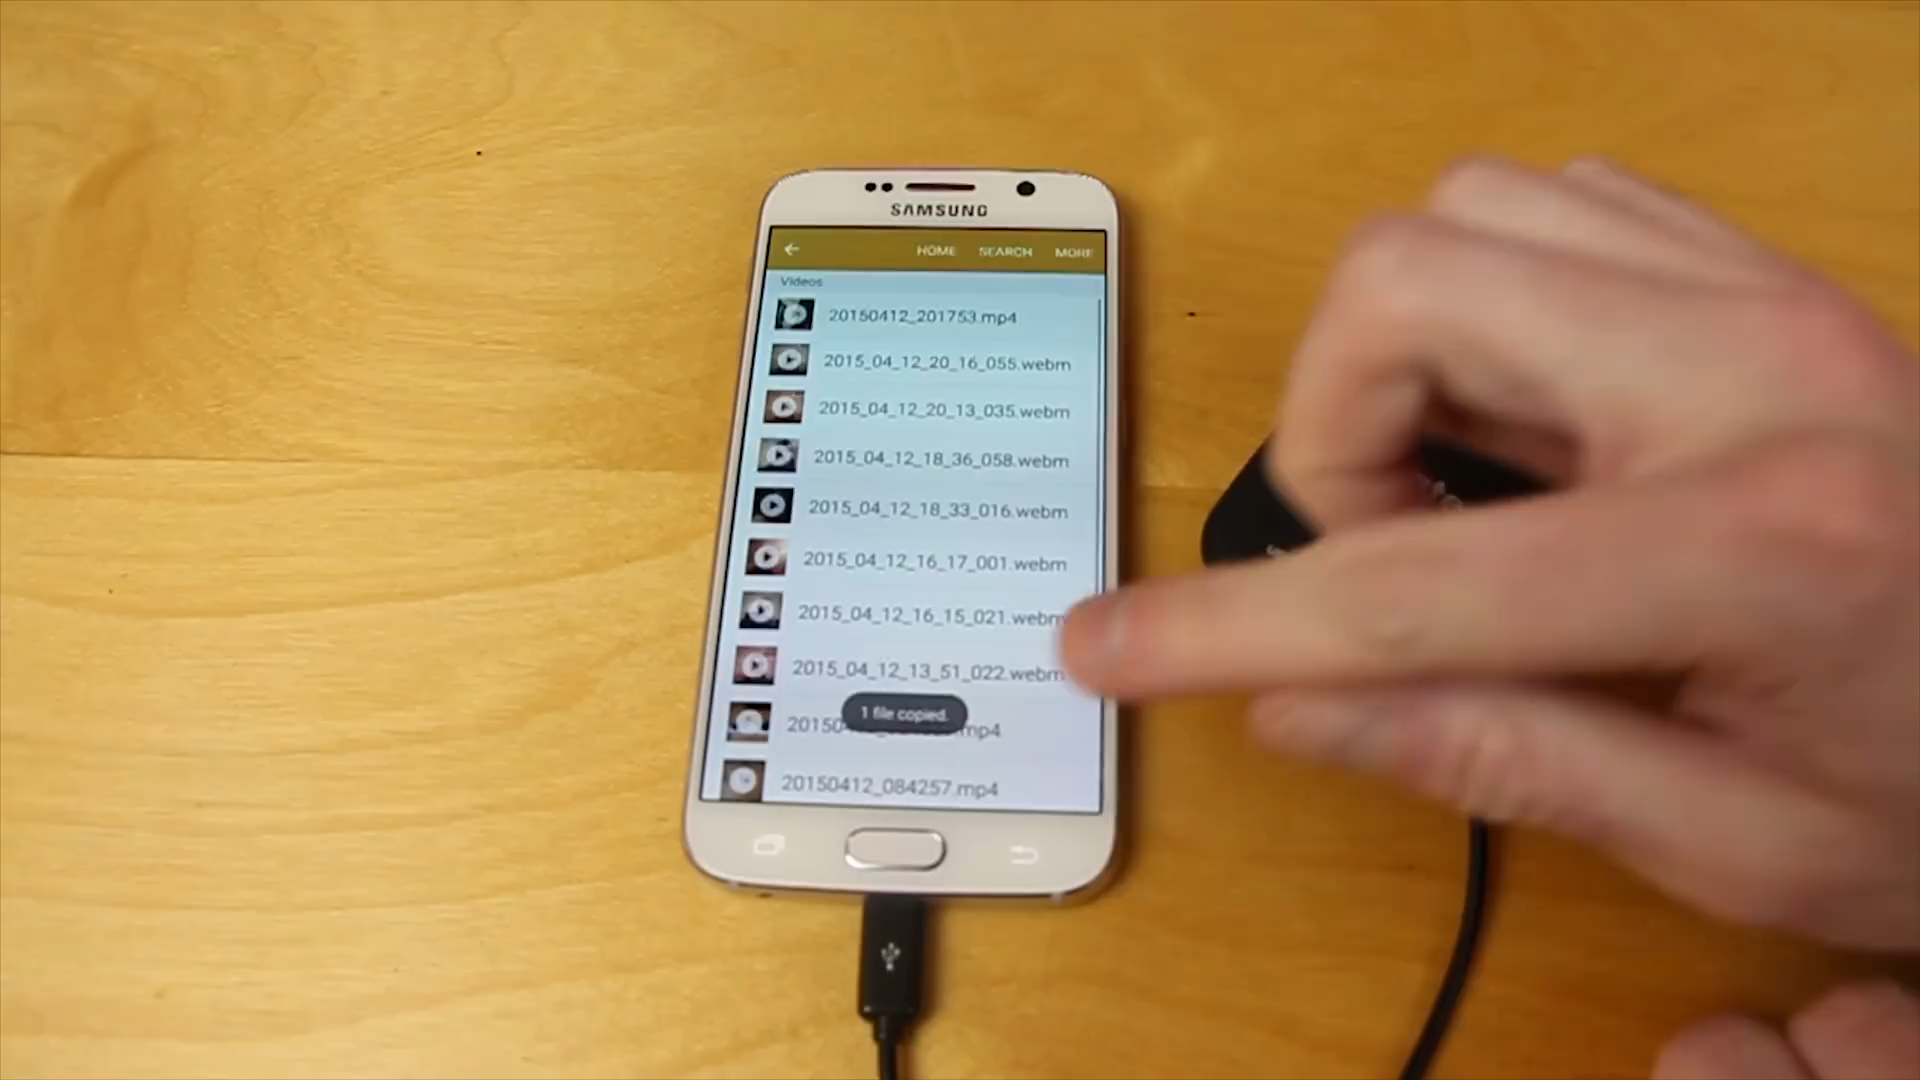 SAMSUNG
HOME SEARCH MORE
Videos
20150412_201753.mp4
2015_04_12_20_16_055.webm
2015_04_12_20_13_035.webm
2015_04_12_18_36_058.webm
2015_04_12_18_33_016.webm
2015_04_12_16_17_001.webm
2015_04_12_16_15_021.webm
2015_04_12_13_51_022.webm
1 file copied.
20150412_084257.mp4